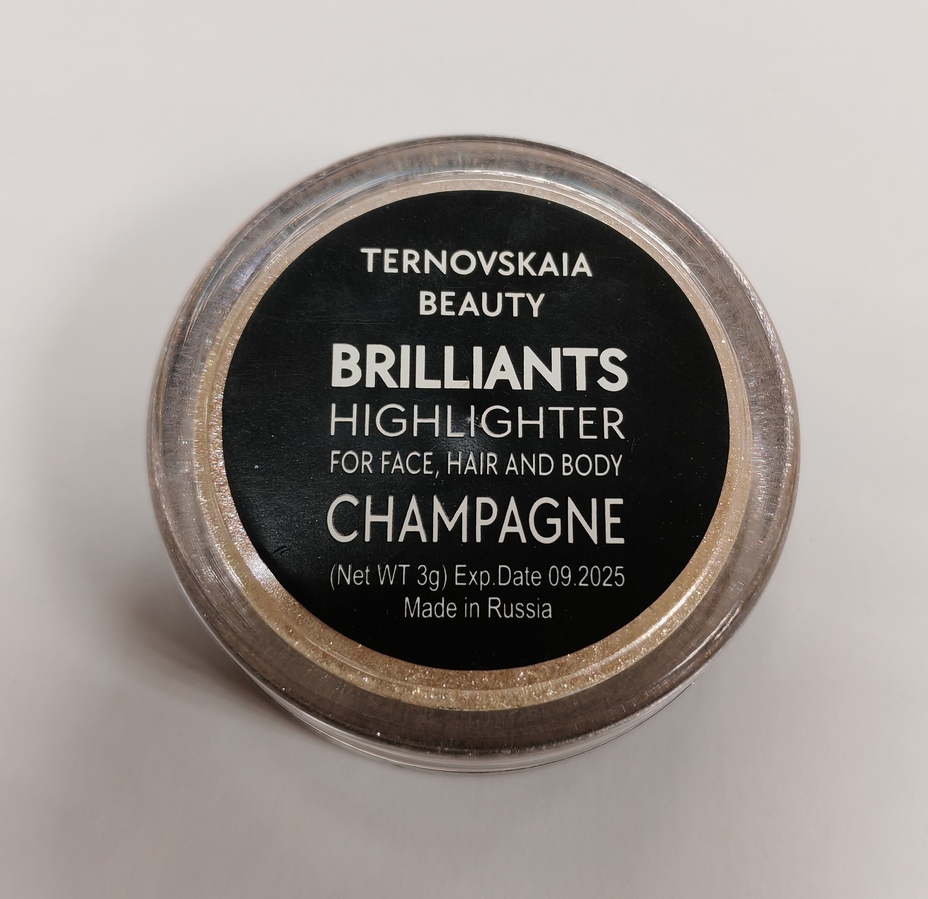 TERNOVSKAIA
BEAUTY
BRILLIANTS
HIGHLIGHTER
FOR FACE, HAIR AND BODY
CHAMPAGNE
(Net WT 3g) Exp.Date 09.2025
Made in Russia